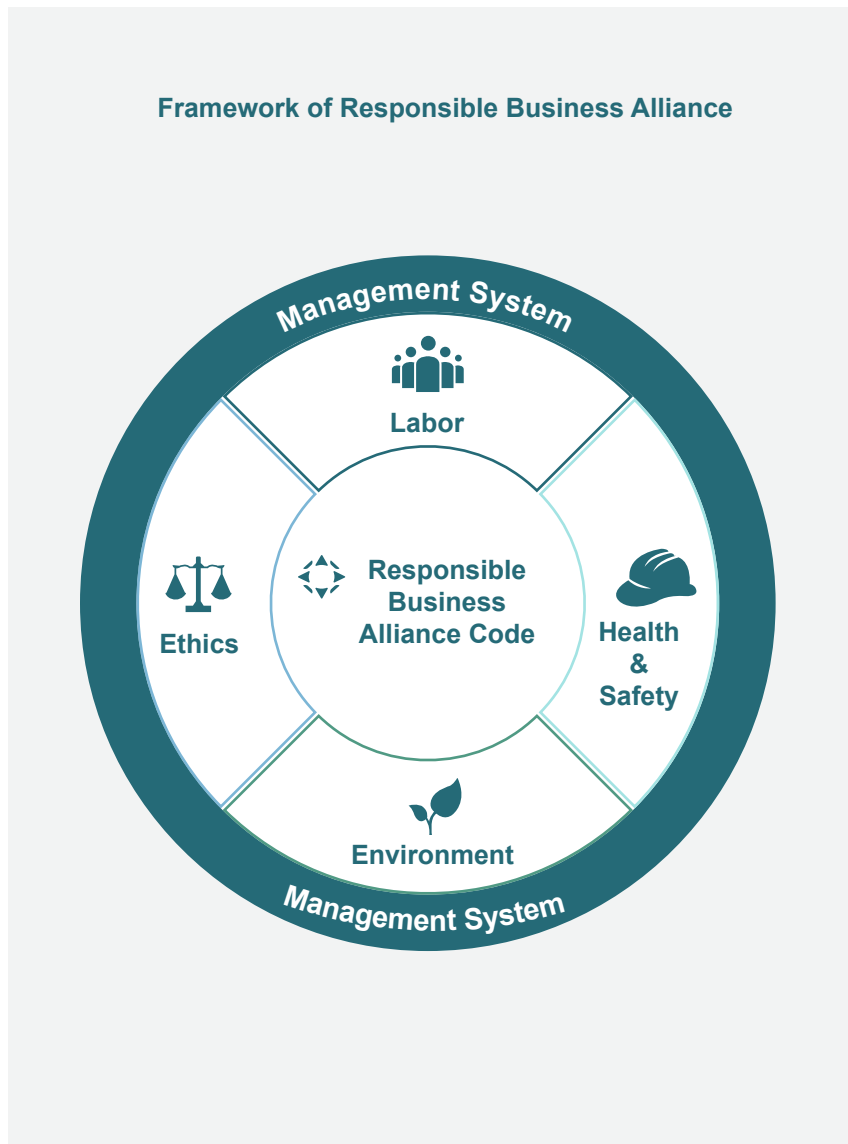 Framework of Responsible Business Alliance
Management System
Labor
Ethics
Responsible
Business
Alliance Code
Health
&
Safety
Environment
Management System